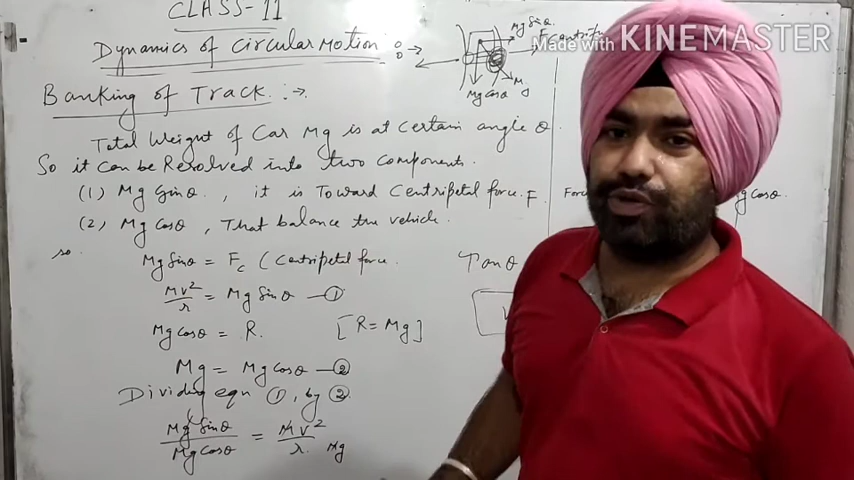 CLASS-11
Dynamics of Circular Motion :→
Mg Sinθ.
Made with KINEMASTER
Mg
Mg cosθ
Banking of Track :→
Total Weight of Car Mg is at certain angle θ.
So it can be Resolved into two components.
(1) Mg Sinθ. , it is Toward Centripetal force. F
(2) Mg cosθ , That balance the vehicle.
so
Mg Sinθ = Fc (Centripetal force.
Mv²/r = Mg Sinθ —①
Mg cosθ = R. [R = Mg]
Mg = Mg cosθ —②
Dividing eqn ①, by ②
Mg Sinθ/Mg cosθ = Mv²/r. Mg
For
g cosθ.
Tanθ